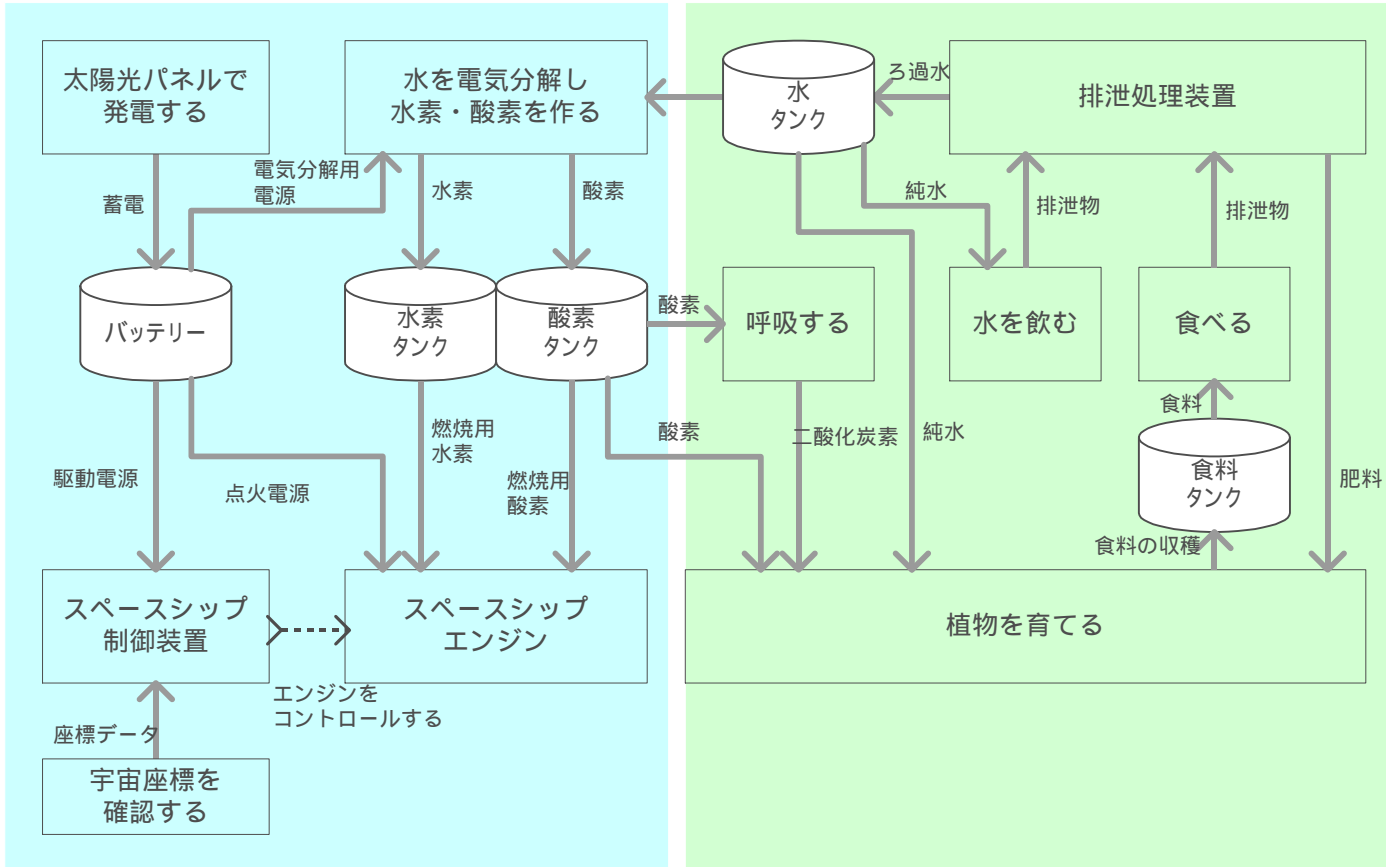 太陽光パネルで
発電する
水を電気分解し
水素・酸素を作る
水
タンク
ろ過水
排泄処理装置
蓄電
電気分解用
電源
水素
酸素
純水
排泄物
排泄物
バッテリー
水素
タンク
酸素
タンク
酸素
呼吸する
水を飲む
食べる
駆動電源
点火電源
燃焼用
水素
燃焼用
酸素
酸素
二酸化炭素
純水
食料
食料
タンク
肥料
食料の収穫
スペースシップ
制御装置
スペースシップ
エンジン
植物を育てる
エンジンを
コントロールする
座標データ
宇宙座標を
確認する